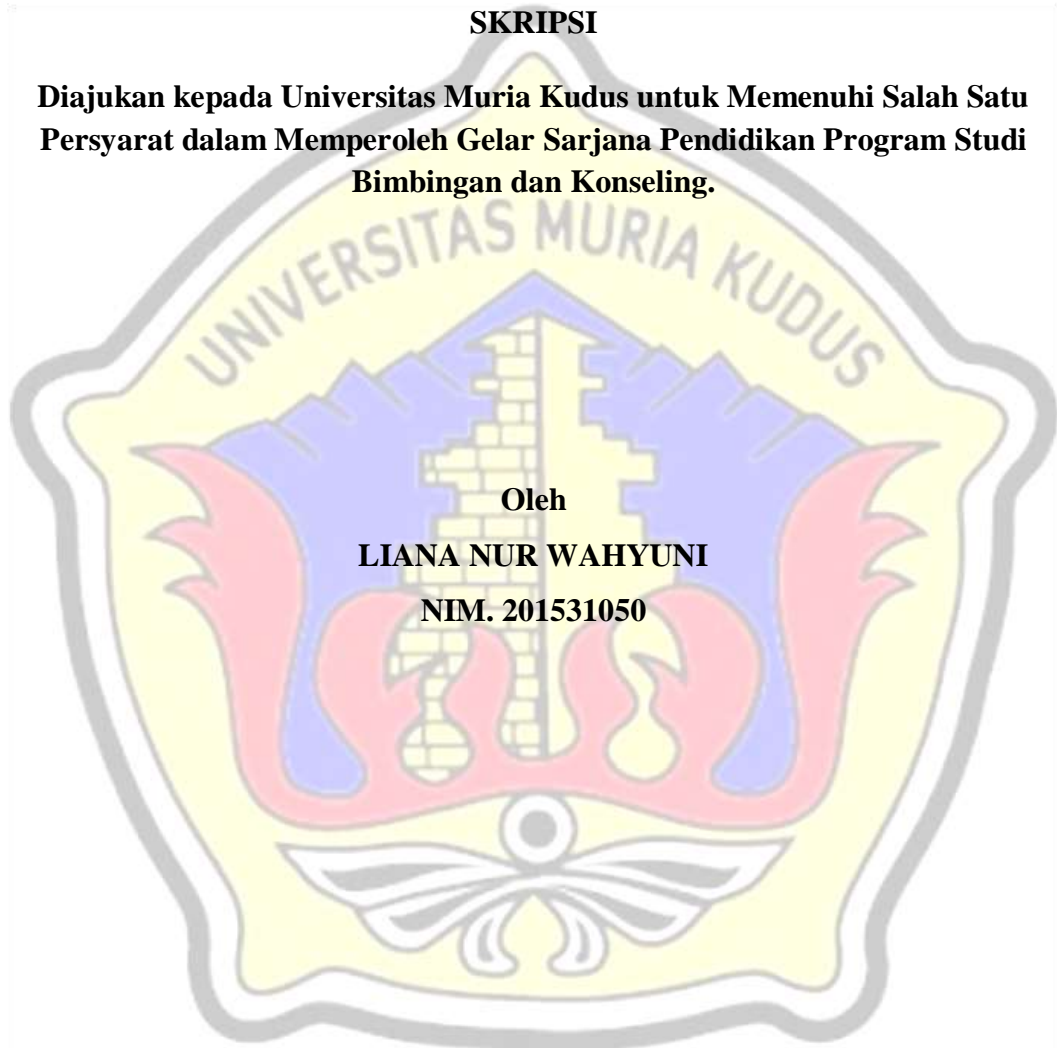 SKRIPSI
Diajukan kepada Universitas Muria Kudus untuk Memenuhi Salah Satu
Persyarat dalam Memperoleh Gelar Sarjana Pendidikan Program Studi
Bimbingan dan Konseling.
UNIVERSITAS MURIA KUDUS
Oleh
LIANA NUR WAHYUNI
NIM. 201531050